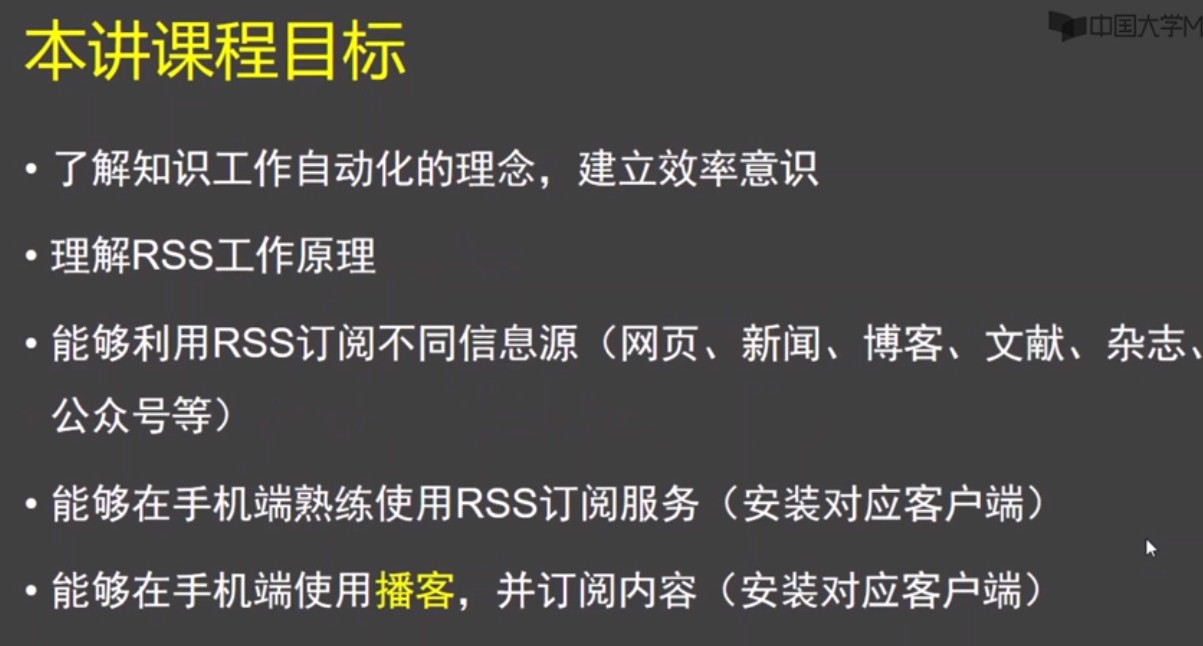 本讲课程目标
中国大学M
• 了解知识工作自动化的理念，建立效率意识
• 理解RSS工作原理
• 能够利用RSS订阅不同信息源（网页、新闻、博客、文献、杂志、
公众号等）
• 能够在手机端熟练使用RSS订阅服务（安装对应客户端）
• 能够在手机端使用播客，并订阅内容（安装对应客户端）